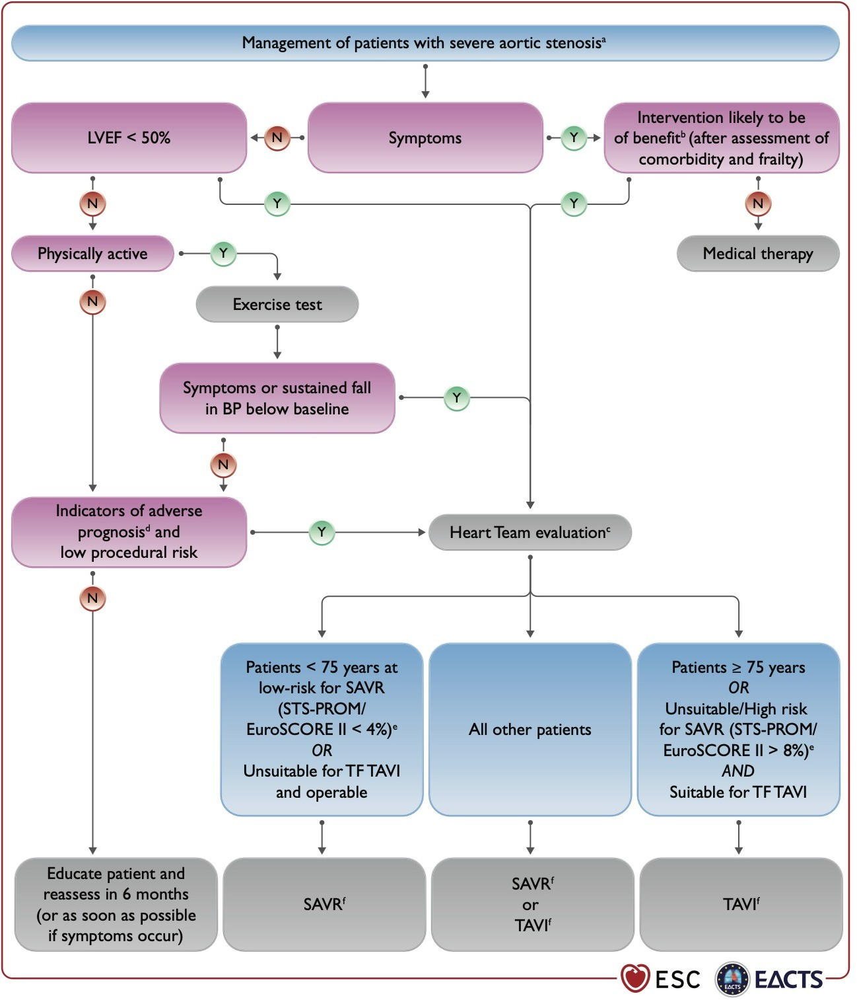 Management of patients with severe aortic stenosisᵃ
LVEF < 50%
N
Symptoms
Y
Intervention likely to be
of benefitᵇ (after assessment of
comorbidity and frailty)
N
Y
Y
N
Physically active
Y
Medical therapy
N
Exercise test
Symptoms or sustained fall
in BP below baseline
Y
N
Indicators of adverse
prognosisᵈ and
low procedural risk
Y
Heart Team evaluationᶜ
N
Patients < 75 years at
low-risk for SAVR
(STS-PROM/
EuroSCORE II < 4%)ᵉ
OR
Unsuitable for TF TAVI
and operable
All other patients
Patients ≥ 75 years
OR
Unsuitable/High risk
for SAVR (STS-PROM/
EuroSCORE II > 8%)ᵉ
AND
Suitable for TF TAVI
Educate patient and
reassess in 6 months
(or as soon as possible
if symptoms occur)
SAVRᶠ
SAVRᶠ
or
TAVIᶠ
TAVIᶠ
ESC
EACTS
EACTS